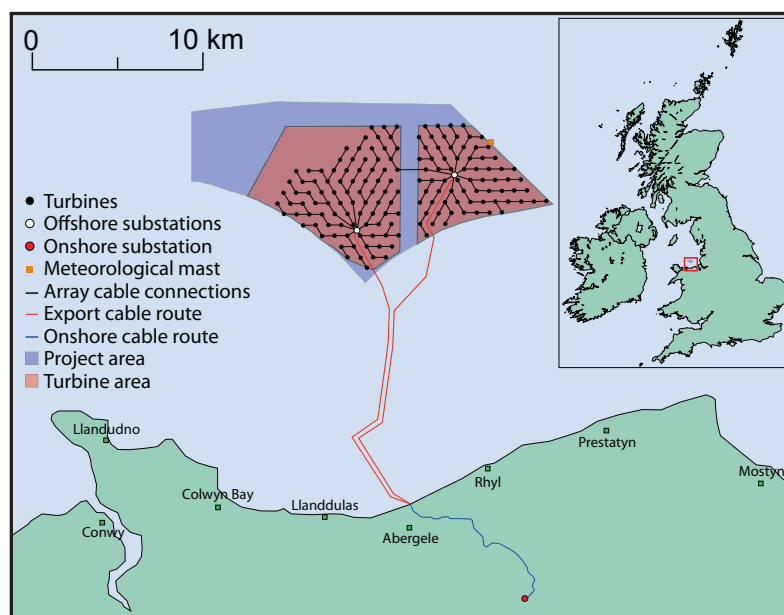 0
10 km
Turbines
Offshore substations
Onshore substation
Meteorological mast
Array cable connections
Export cable route
Onshore cable route
Project area
Turbine area
Llandudno
Prestatyn
Rhyl
Mostyn
Colwyn Bay
Llanddulas
Conwy
Abergele